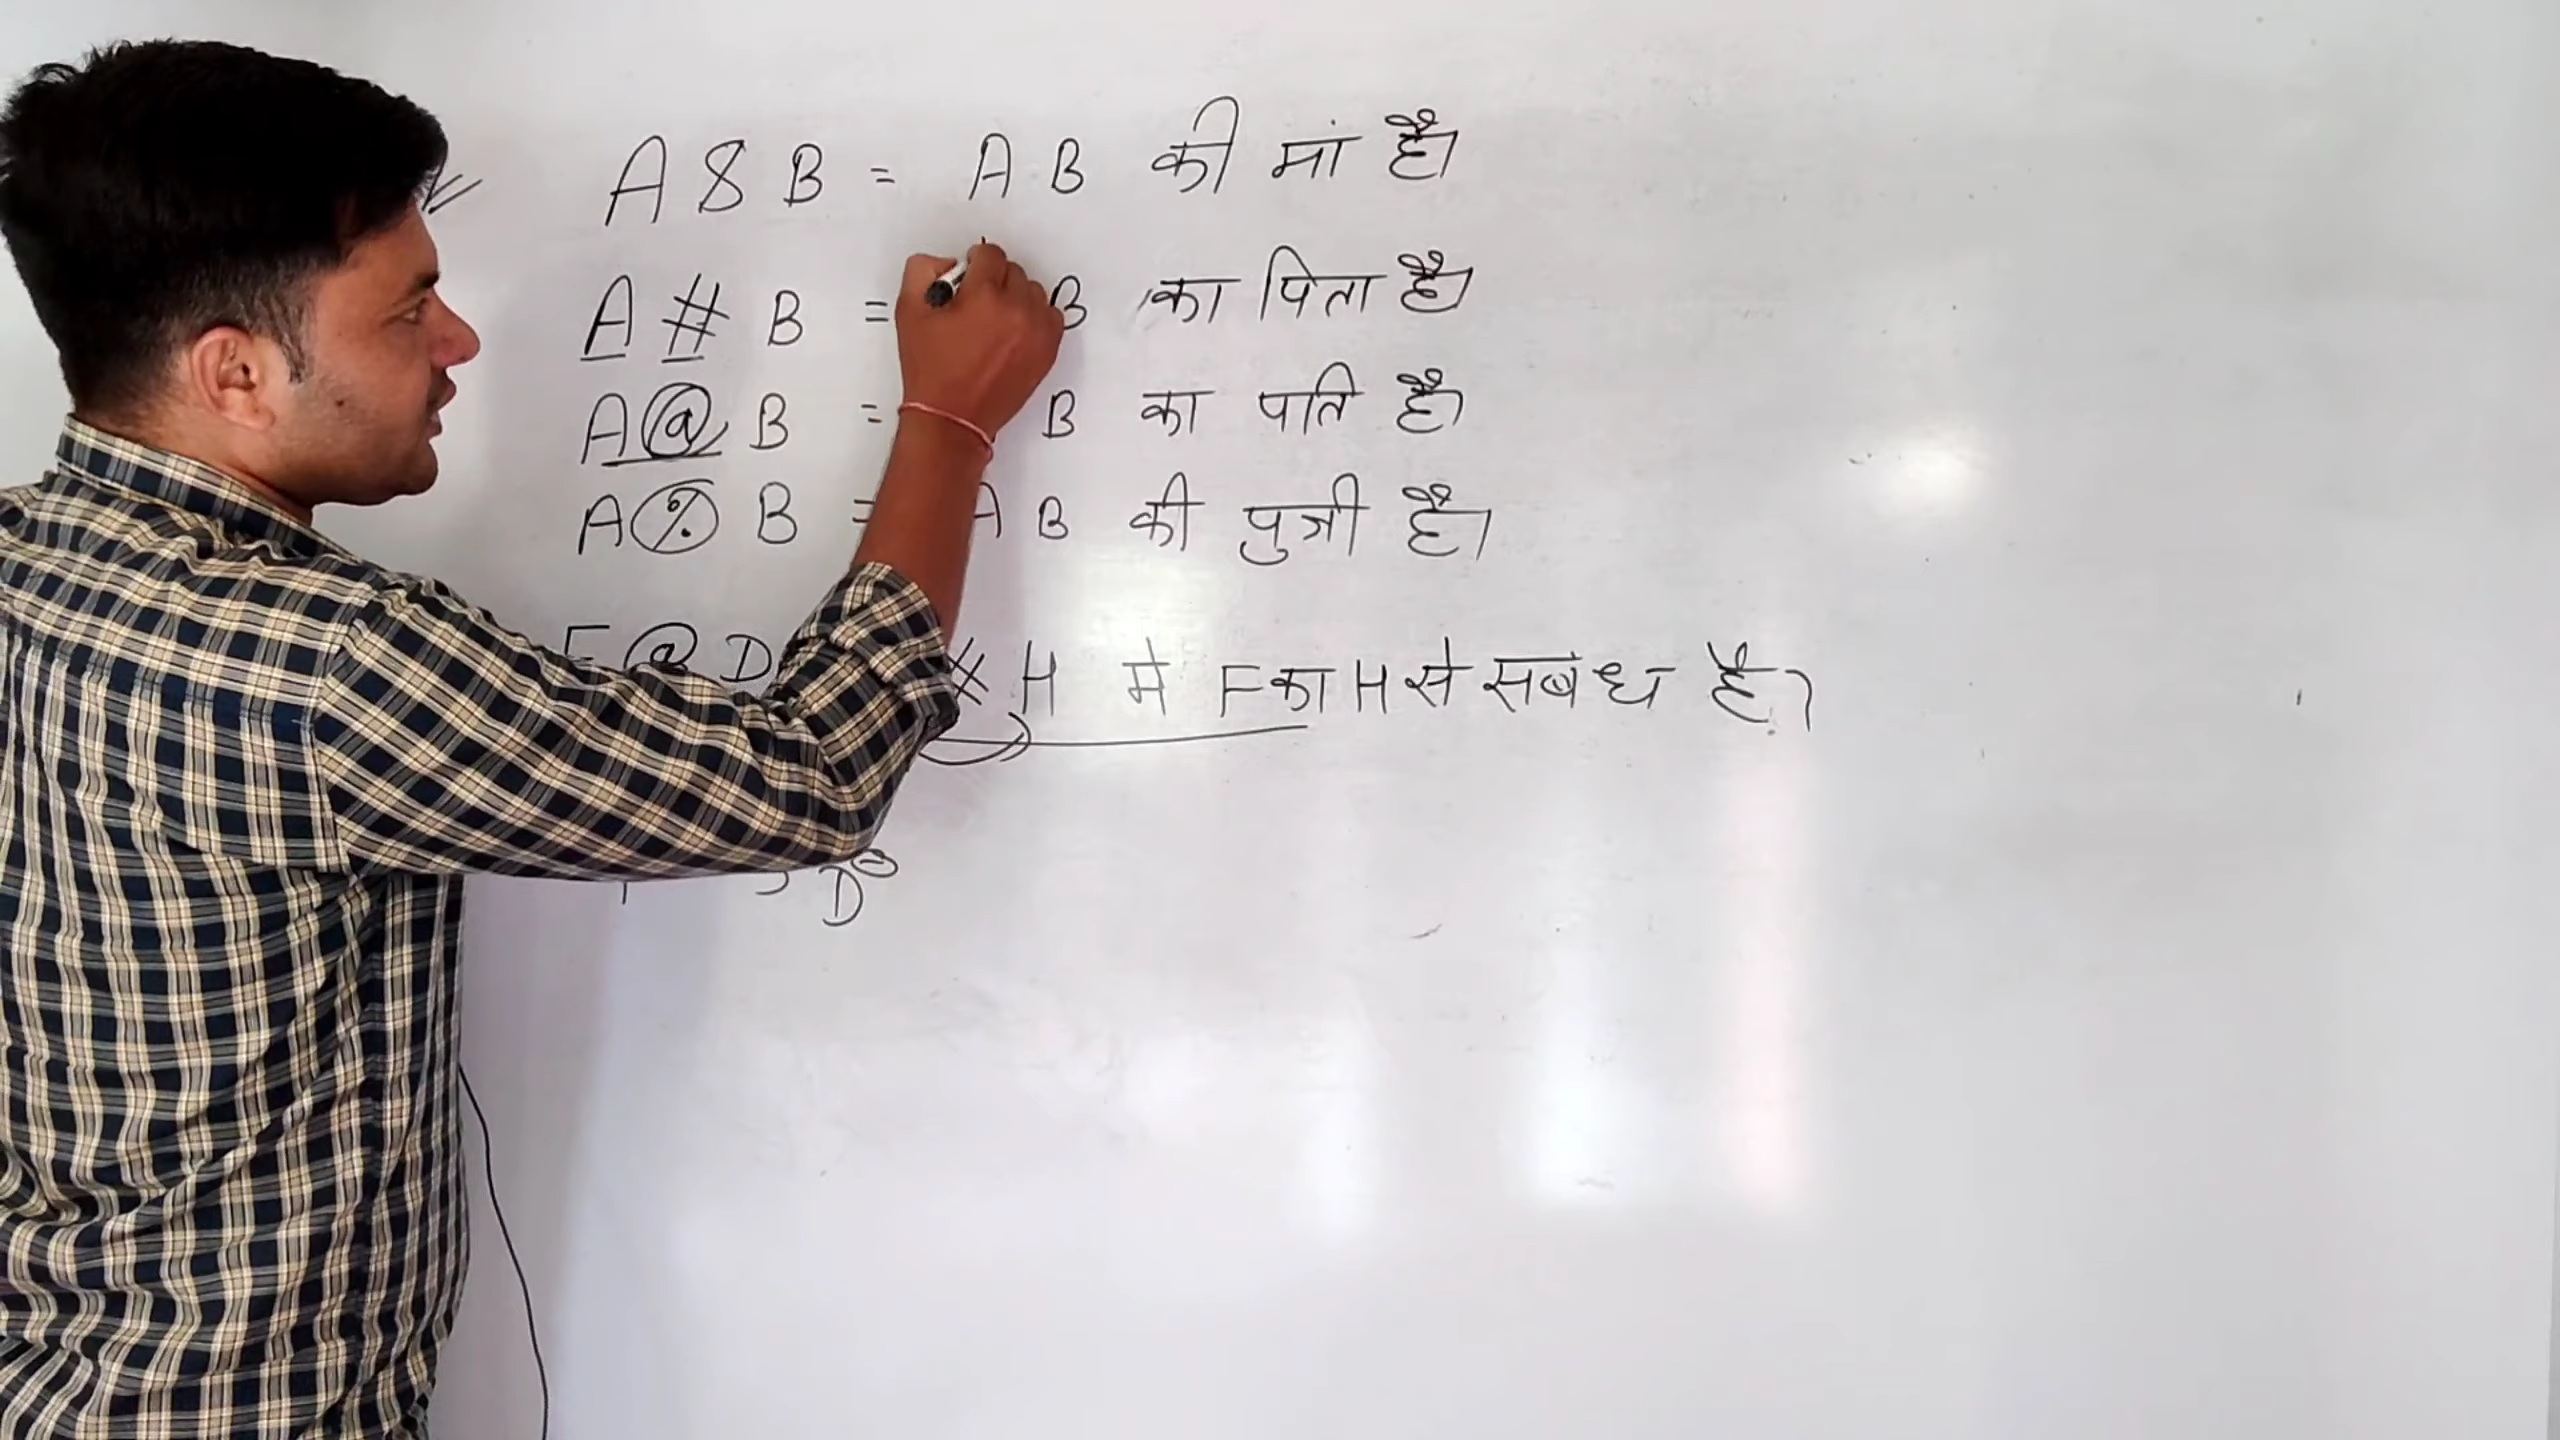 A & B = A B की मां है।
A # B = B का पिता है।
A @ B = B का पति है।
A % B = A B की पुत्री है।
F @ D # H मे F का H से सबंध है।
D